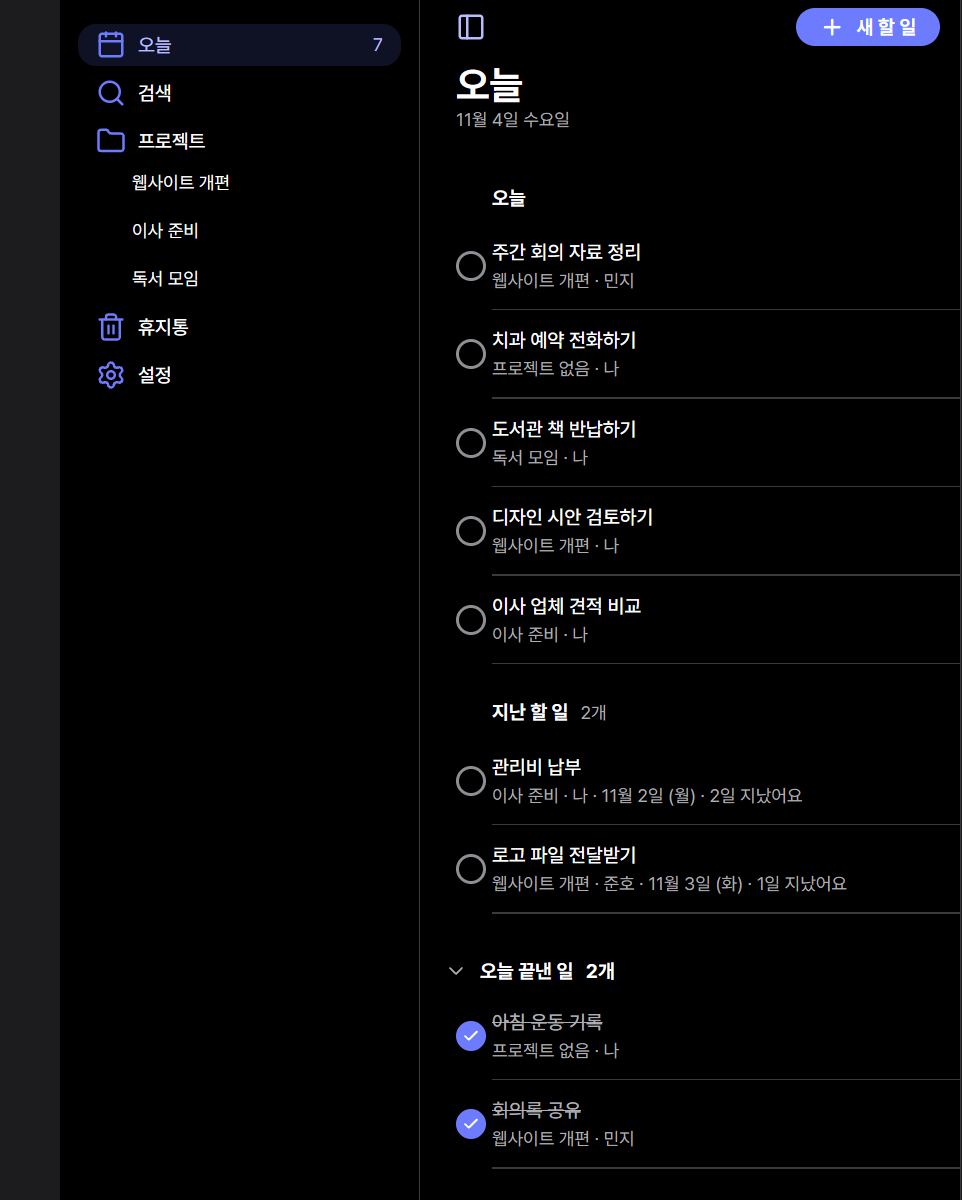 오늘 7
검색
프로젝트
웹사이트 개편
이사 준비
독서 모임
휴지통
설정
새 할 일
오늘
11월 4일 수요일
오늘
주간 회의 자료 정리
웹사이트 개편 · 민지
치과 예약 전화하기
프로젝트 없음 · 나
도서관 책 반납하기
독서 모임 · 나
디자인 시안 검토하기
웹사이트 개편 · 나
이사 업체 견적 비교
이사 준비 · 나
지난 할 일 2개
관리비 납부
이사 준비 · 나 · 11월 2일 (월) · 2일 지났어요
로고 파일 전달받기
웹사이트 개편 · 준호 · 11월 3일 (화) · 1일 지났어요
오늘 끝낸 일 2개
아침 운동 기록
프로젝트 없음 · 나
회의록 공유
웹사이트 개편 · 민지